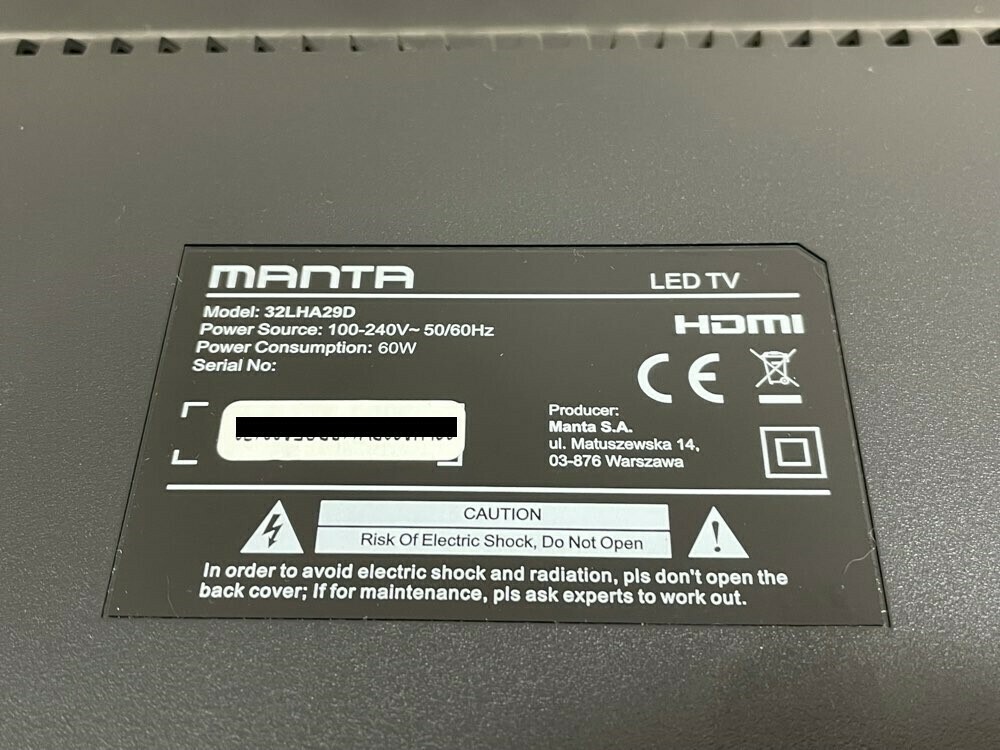 MANTA
LED TV
Model: 32LHA29D
Power Source: 100-240V~ 50/60Hz
Power Consumption: 60W
Serial No:
HDMI
CE
Producer:
Manta S.A.
ul. Matuszewska 14,
03-876 Warszawa
CAUTION
Risk Of Electric Shock, Do Not Open
In order to avoid electric shock and radiation, pls don't open the
back cover; If for maintenance, pls ask experts to work out.